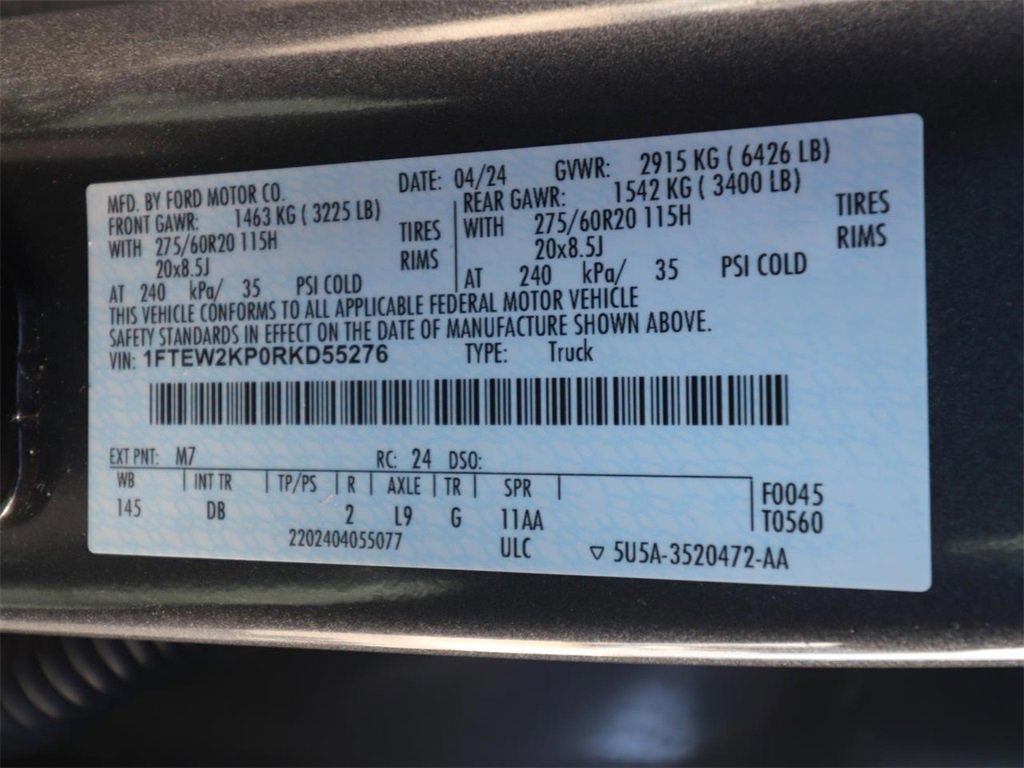 MFD. BY FORD MOTOR CO. DATE: 04/24 GVWR: 2915 KG ( 6426 LB)
FRONT GAWR: 1463 KG ( 3225 LB) REAR GAWR: 1542 KG ( 3400 LB)
WITH 275/60R20 115H TIRES WITH 275/60R20 115H TIRES
20x8.5J RIMS 20x8.5J RIMS
AT 240 kPa/ 35 PSI COLD AT 240 kPa/ 35 PSI COLD
THIS VEHICLE CONFORMS TO ALL APPLICABLE FEDERAL MOTOR VEHICLE
SAFETY STANDARDS IN EFFECT ON THE DATE OF MANUFACTURE SHOWN ABOVE.
VIN: 1FTEW2KP0RKD55276 TYPE: Truck
EXT PNT: M7 RC: 24 DSO:
WB INT TR TP/PS R AXLE TR SPR F0045
145 DB 2 L9 G 11AA T0560
2202404055077 ULC ▽ 5U5A-3520472-AA